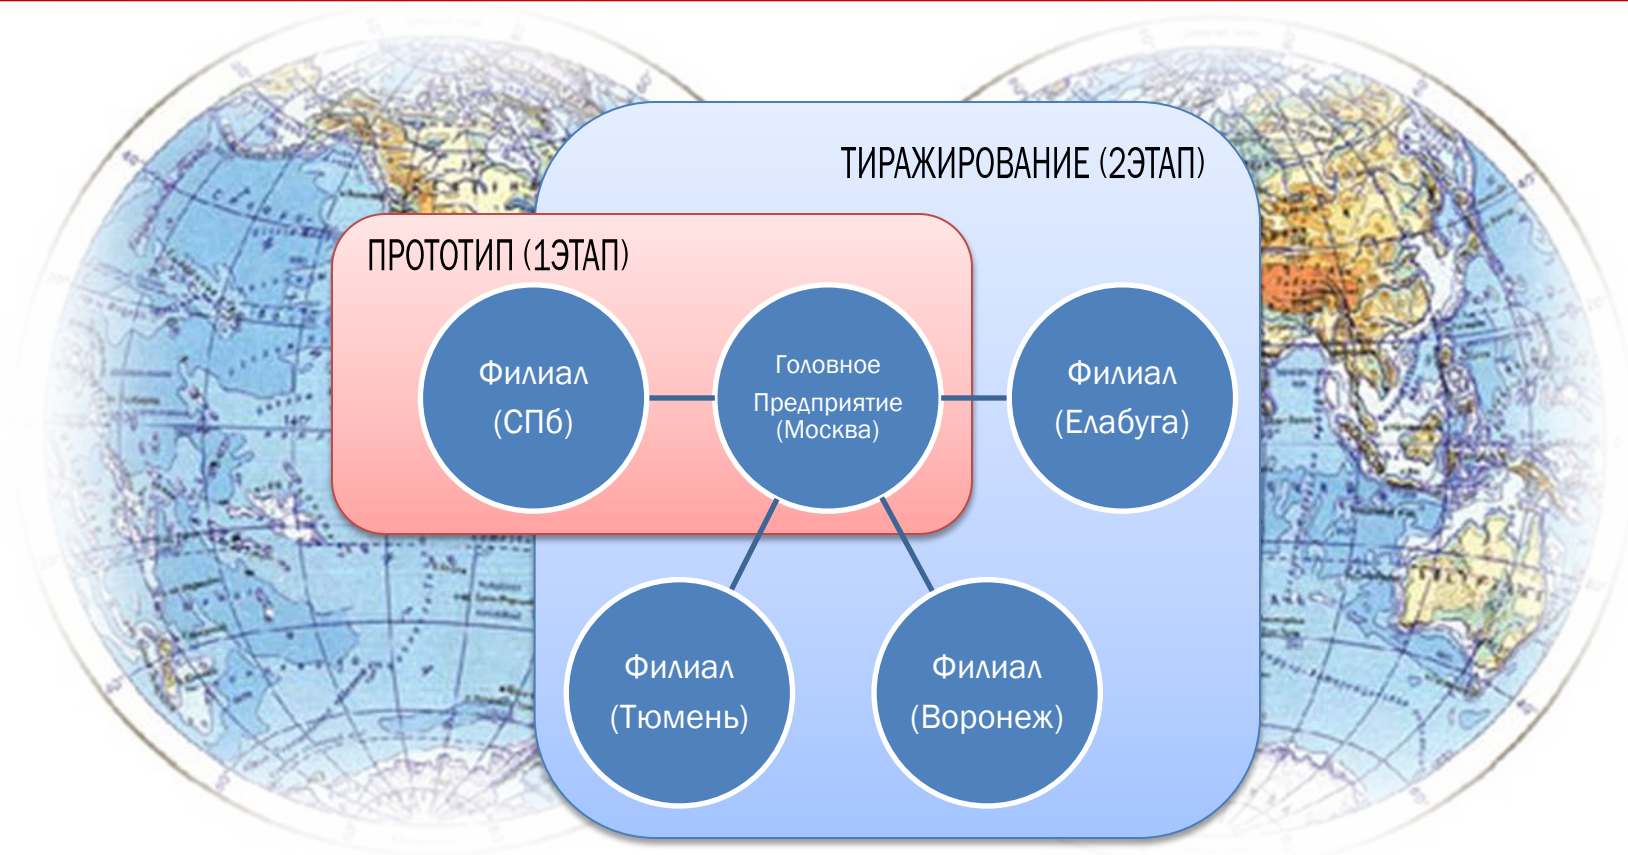 ТИРАЖИРОВАНИЕ (2ЭТАП)
ПРОТОТИП (1ЭТАП)
Филиал
(СПб)
Головное
Предприятие
(Москва)
Филиал
(Елабуга)
Филиал
(Тюмень)
Филиал
(Воронеж)